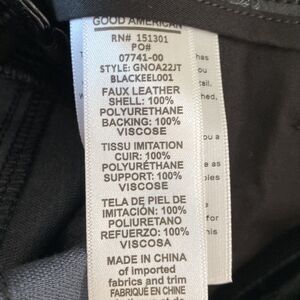 GOOD AMERICAN
RN# 151301
PO#
07741-00
STYLE: GNOA22JT
BLACKEEL001
FAUX LEATHER
SHELL: 100%
POLYURETHANE
BACKING: 100%
VISCOSE
TISSU IMITATION
CUIR: 100%
POLYURÉTHANE
SUPPORT: 100%
VISCOSE
TELA DE PIEL DE
IMITACIÓN: 100%
POLIURETANO
REFUERZO: 100%
VISCOSA
MADE IN CHINA
of imported
fabrics and trim
FABRIQUÉ EN CHINE